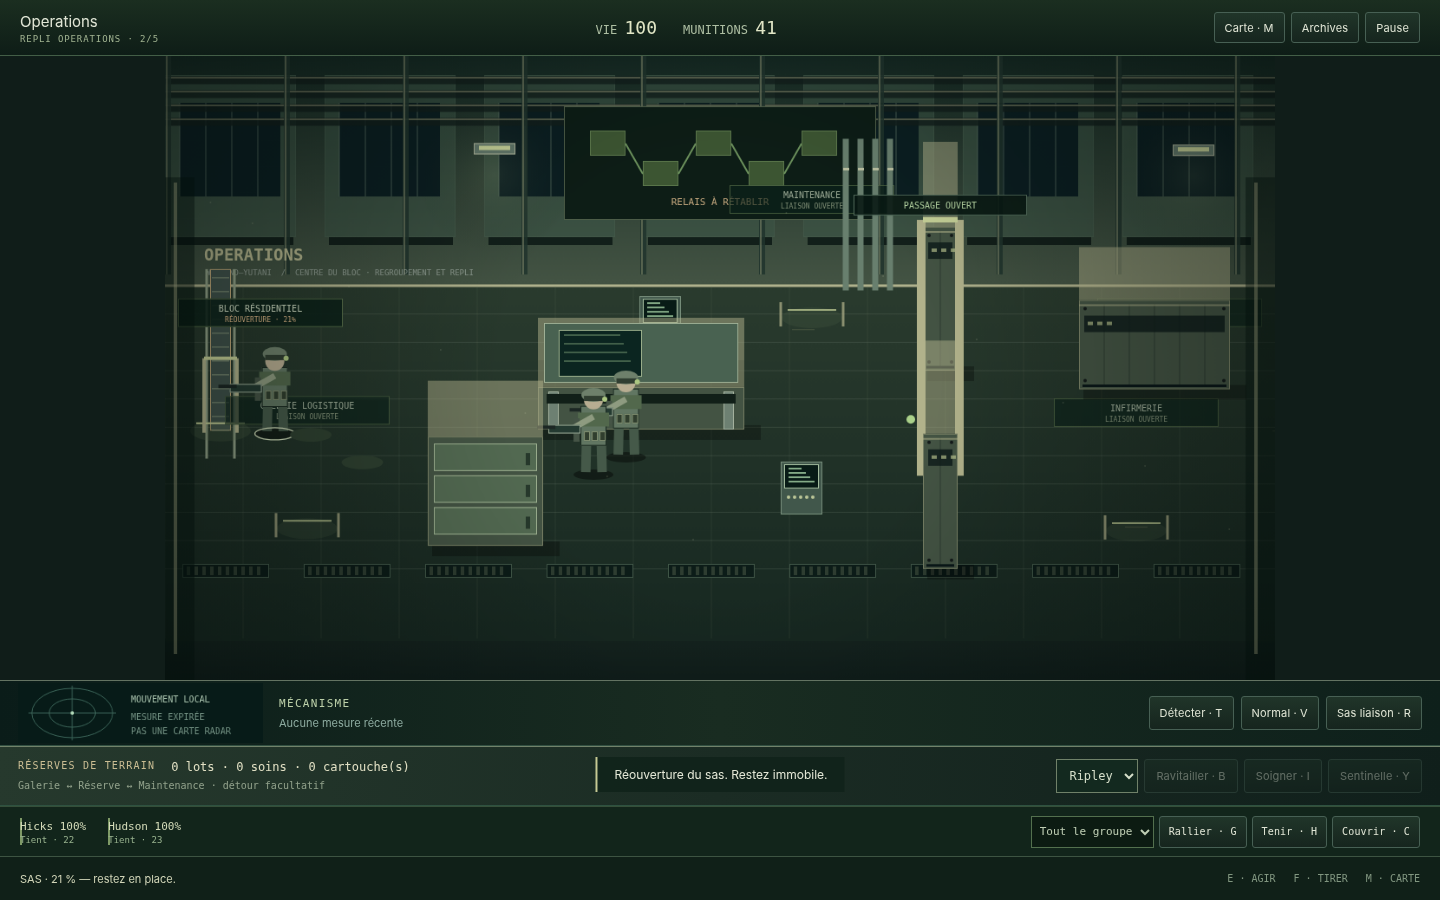 Operations
REPLI OPERATIONS · 2/5
VIE 100 MUNITIONS 41
Carte · M
Archives
Pause
RELAIS À RÉTABLIR
MAINTENANCE
LIAISON OUVERTE
PASSAGE OUVERT
OPERATIONS
CENTRE DU BLOC · REGROUPEMENT ET REPLI
BLOC RÉSIDENTIEL
RÉOUVERTURE · 21%
LOGISTIQUE
OUVERTE
INFIRMERIE
LIAISON OUVERTE
MOUVEMENT LOCAL
MESURE EXPIRÉE
PAS UNE CARTE RADAR
MÉCANISME
Aucune mesure récente
Détecter · T
Normal · V
Sas liaison · R
RÉSERVES DE TERRAIN 0 lots · 0 soins · 0 cartouche(s)
Galerie ↔ Réserve ↔ Maintenance · détour facultatif
Réouverture du sas. Restez immobile.
Ripley
Ravitailler · B
Soigner · I
Sentinelle · Y
Hicks 100%
Tient · 22
Hudson 100%
Tient · 23
Tout le groupe
Rallier · G
Tenir · H
Couvrir · C
SAS · 21 % — restez en place.
E · AGIR F · TIRER M · CARTE